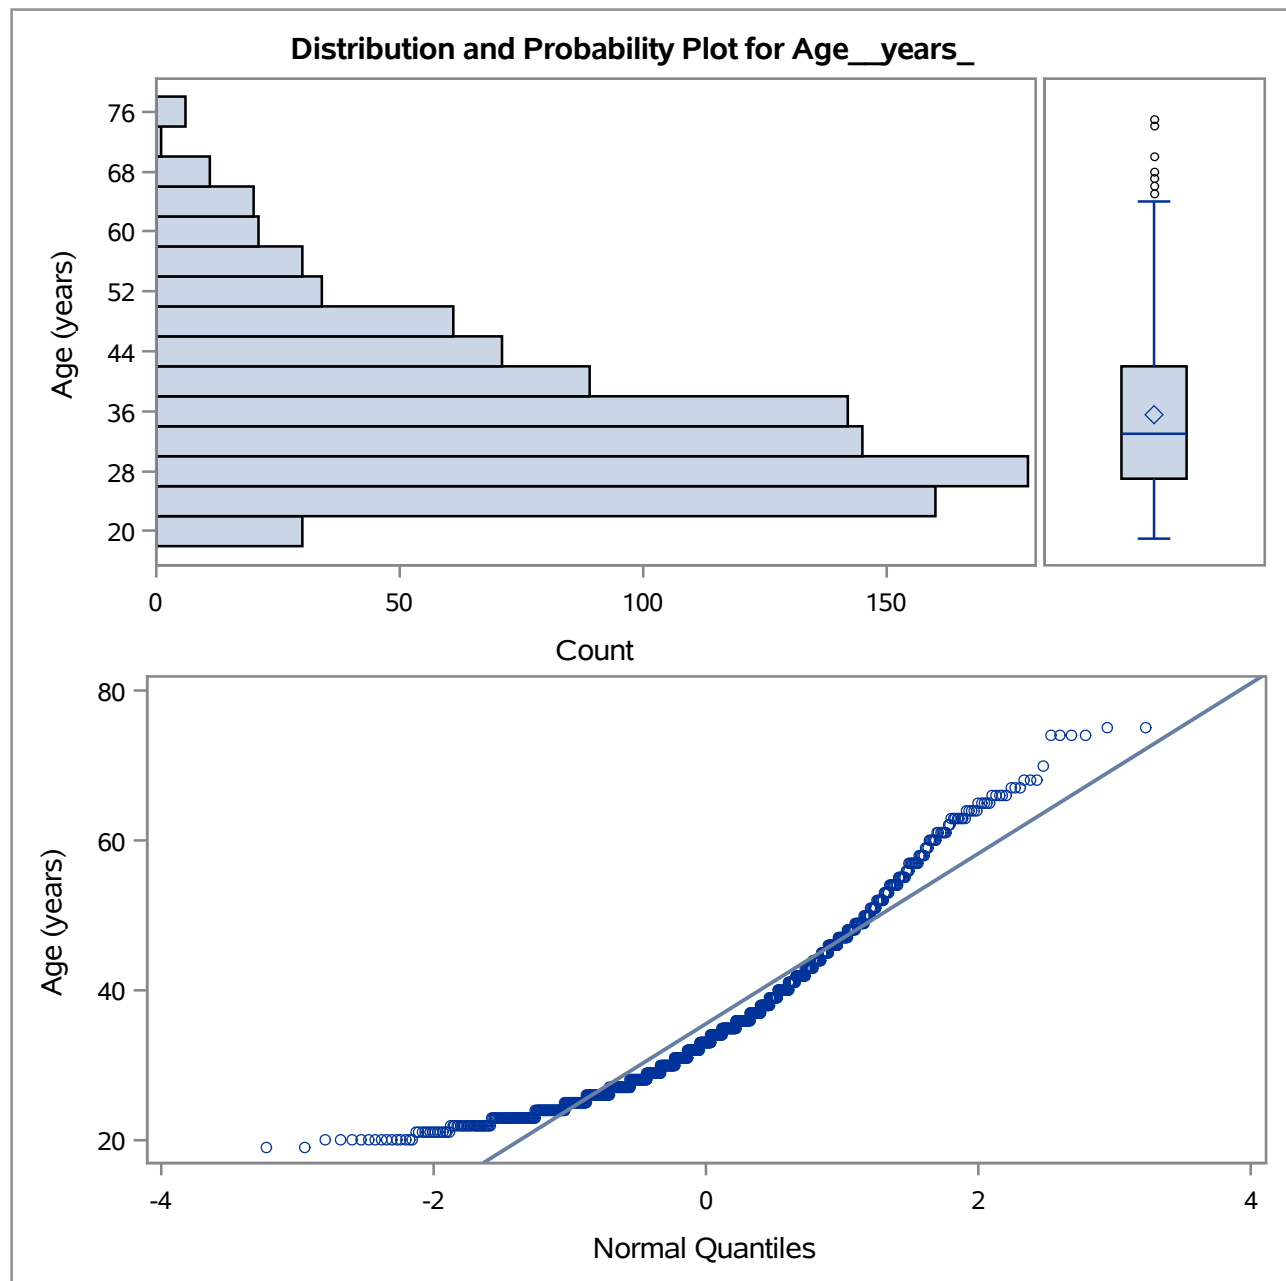 Distribution and Probability Plot for Age__years_
76
68
60
52
44
36
28
20
Age (years)
0 50 100 150
Count
80
60
40
20
Age (years)
-4 -2 0 2 4
Normal Quantiles